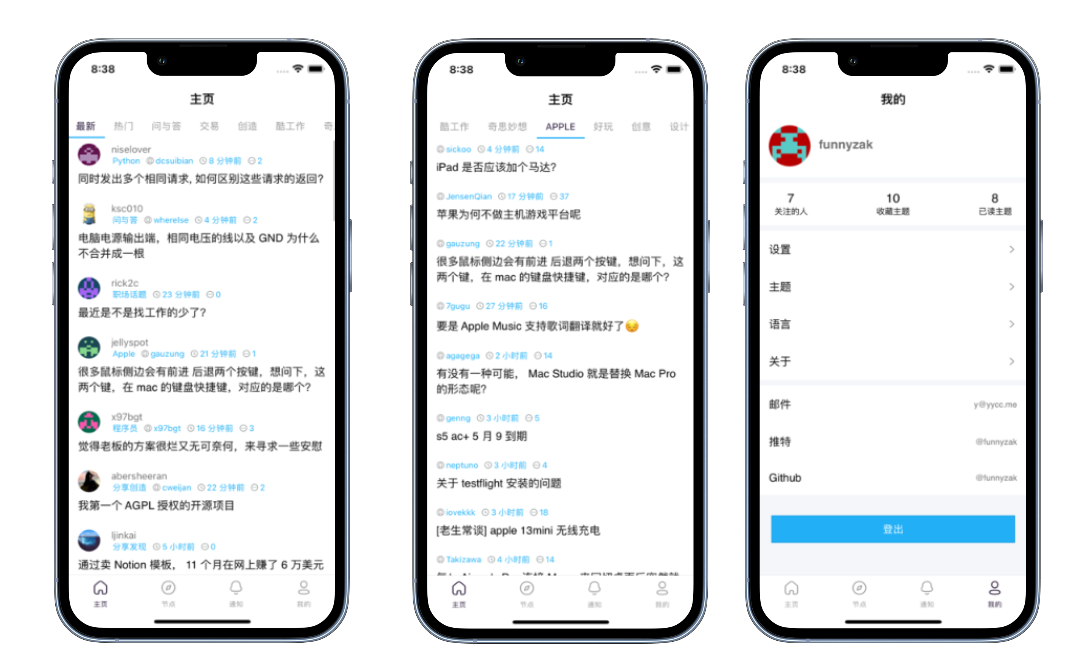 8:38
主页
最新 热门 问与答 交易 创造 酷工作 奇
niselover
Python @dcsuibian 8 分钟前 2
同时发出多个相同请求, 如何区别这些请求的返回?
ksc010
问与答 @wherelse 4 分钟前 2
电脑电源输出端，相同电压的线以及 GND 为什么
不合并成一根
rick2c
职场话题 23 分钟前 0
最近是不是找工作的少了?
jellyspot
Apple @gauzung 21 分钟前 1
很多鼠标侧边会有前进 后退两个按键，想问下，这
两个键，在 mac 的键盘快捷键，对应的是哪个?
x97bgt
程序员 @x97bgt 16 分钟前 3
觉得老板的方案很烂又无可奈何，来寻求一些安慰
abersheeran
分享创造 @cweijan 22 分钟前 2
我第一个 AGPL 授权的开源项目
ljinkai
分享发现 5 小时前 0
通过卖 Notion 模板， 11 个月在网上赚了 6 万美元
主页 节点 通知 我的
8:38
主页
酷工作 奇思妙想 APPLE 好玩 创意 设计
@sickoo 4 分钟前 14
iPad 是否应该加个马达?
@JensenQian 17 分钟前 37
苹果为何不做主机游戏平台呢
@gauzung 22 分钟前 1
很多鼠标侧边会有前进 后退两个按键，想问下，这
两个键，在 mac 的键盘快捷键，对应的是哪个?
@7gugu 27 分钟前 16
要是 Apple Music 支持歌词翻译就好了😔
@agagega 2 小时前 14
有没有一种可能， Mac Studio 就是替换 Mac Pro
的形态呢?
@genng 3 小时前 5
s5 ac+ 5 月 9 到期
@neptuno 3 小时前 4
关于 testflight 安装的问题
@iovekkk 3 小时前 18
[老生常谈] apple 13mini 无线充电
@Takizawa 4 小时前 14
主页 节点 通知 我的
8:38
我的
funnyzak
7 10 8
关注的人 收藏主题 已读主题
设置
主题
语言
关于
邮件 y@yycc.me
推特 @funnyzak
Github @funnyzak
登出
主页 节点 通知 我的